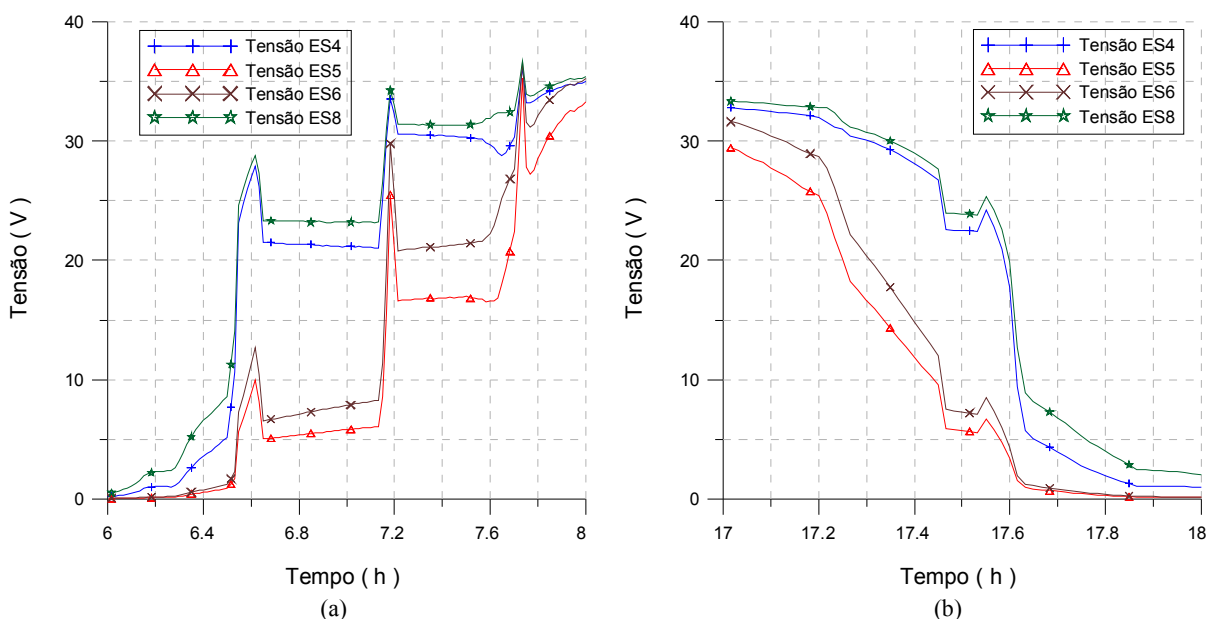 40
30
20
10
0
Tensão ( V )
Tensão ES4
Tensão ES5
Tensão ES6
Tensão ES8
6
6.4
6.8
7.2
7.6
8
Tempo ( h )
(a)
40
30
20
10
0
Tensão ( V )
Tensão ES4
Tensão ES5
Tensão ES6
Tensão ES8
17
17.2
17.4
17.6
17.8
18
Tempo ( h )
(b)